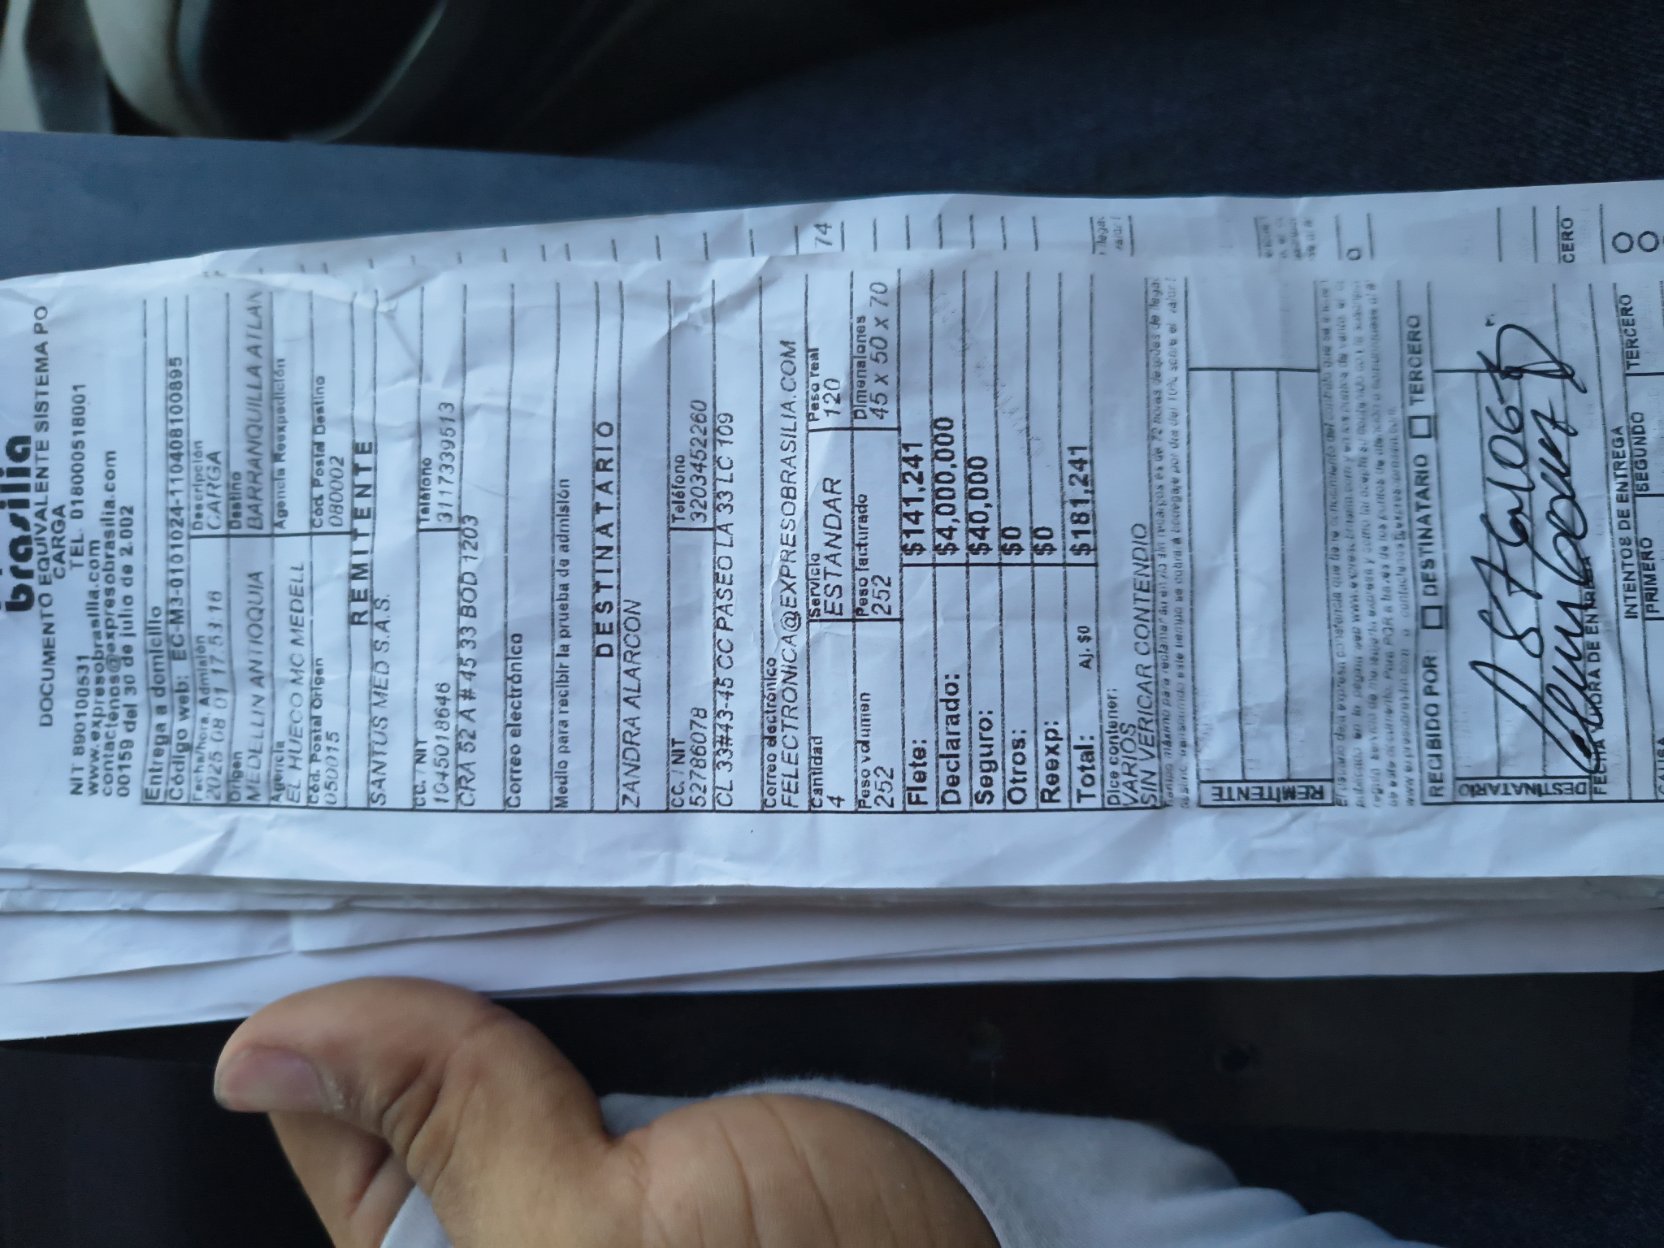 brasilia
DOCUMENTO EQUIVALENTE SISTEMA PO
CARGA
NIT 890100531 TEL. 018000518001
www.expresobrasilia.com
contactenos@expresobrasilia.com
00159 del 30 de julio de 2.002
Entrega a domicilio
Código web: EC-M3-0101024-110408100895
Fecha/hora. Admisión Descripción
2025 08 01 17 53:16 CARGA
Origen Destino
MEDELLIN ANTIOQUIA BARRANQUILLA ATLAN
Agencia Agencia Reexpedición
EL HUECO MC MEDELL
Cód. Postal Origen Cód. Postal Destino
050015 080002
REMITENTE
SANTUS MED S.A.S.
CC. / NIT Teléfono
1045018646 3117339513
CRA 52 A # 45 33 BOD 1203
Correo electrónico
Medio para recibir la prueba de admisión
DESTINATARIO
ZANDRA ALARCON
CC. / NIT Teléfono
52786078 3203452260
CL 33#43-45 CC PASEO LA 33 LC 109
Correo electrónico
FELECTRONICA@EXPRESOBRASILIA.COM
Cantidad Servicio Peso real
4 ESTANDAR 120 74
Peso volumen Peso facturado Dimensiones
252 252 45 x 50 x 70
Flete: $141,241
Declarado: $4,000,000
Seguro: $40,000
Otros: $0
Reexp: $0
Total: Aj. $0 $181,241
Dice contener:
VARIOS
SIN VERICAR CONTENDIO
REMITENTE
RECIBIDO POR: DESTINATARIO TERCERO
DESTINATARIO
FECHA Y HORA DE ENTREGA
INTENTOS DE ENTREGA
PRIMERO SEGUNDO TERCERO
CERO